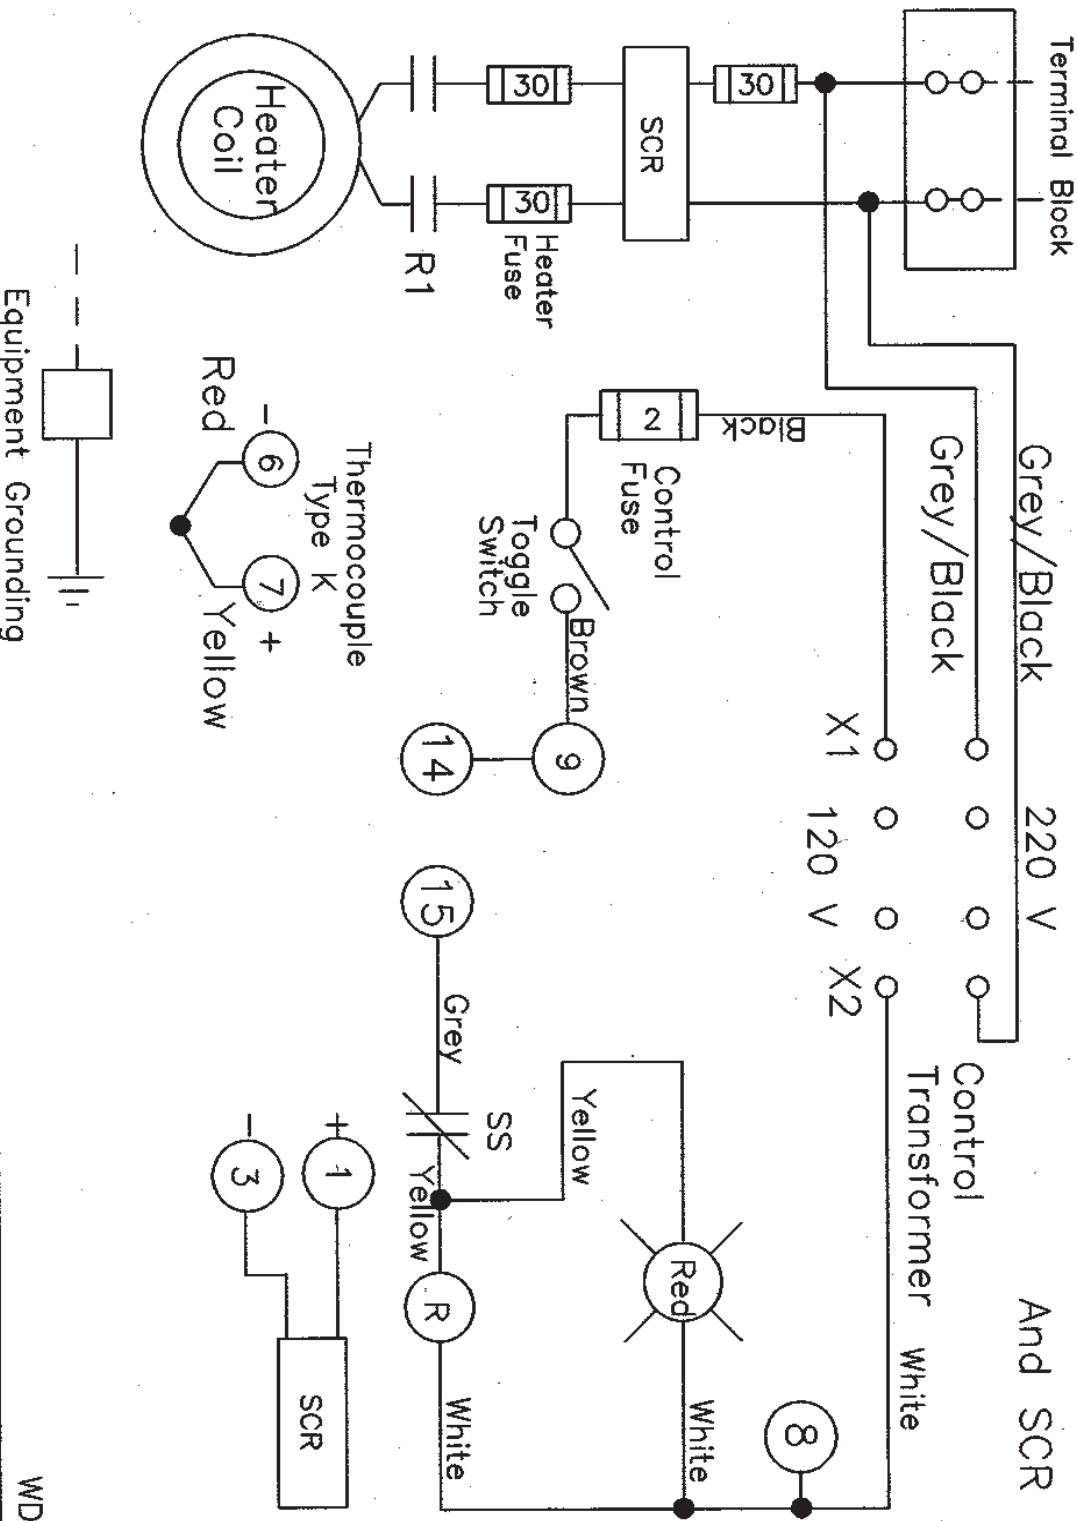 And SCR
Terminal Block
Grey/Black
Grey/Black
220 V
X1
120 V
X2
Control
Transformer
White
30
SCR
30
30
Heater
Fuse
R1
Heater
Coil
Black
2
Control
Fuse
Toggle
Switch
Brown
9
14
15
Grey
SS
Yellow
Yellow
Red
White
8
R
White
Thermocouple
Type K
- 6
Red
7 +
Yellow
+ 1
- 3
SCR
Equipment Grounding
WD